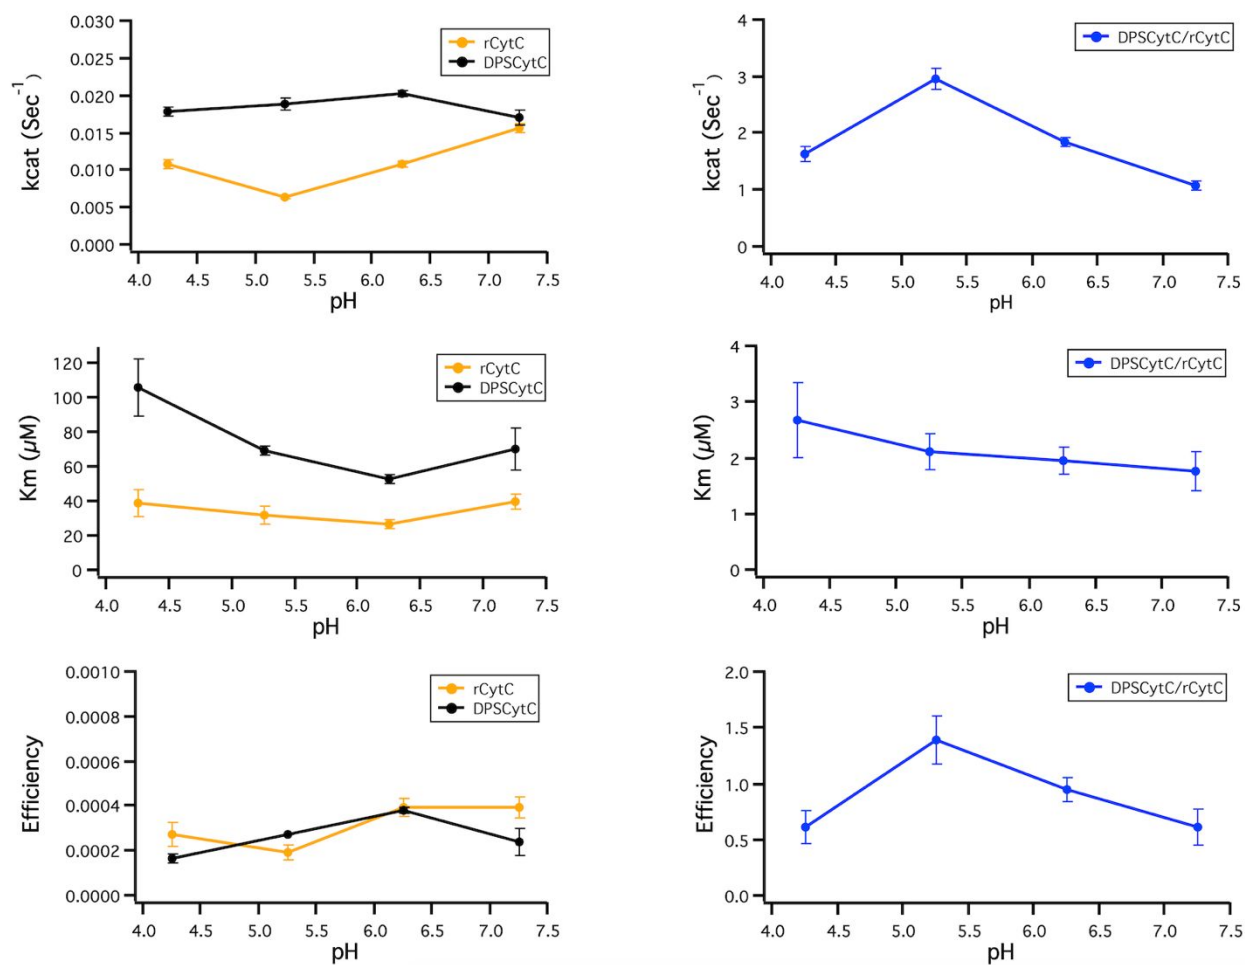 0.030
0.025
0.020
0.015
0.010
0.005
0.000
kcat (Sec⁻¹)
rCytC
DPSCytC
4.0 4.5 5.0 5.5 6.0 6.5 7.0 7.5
pH
4
3
2
1
0
kcat (Sec⁻¹)
DPSCytC/rCytC
4.0 4.5 5.0 5.5 6.0 6.5 7.0 7.5
pH
120
100
80
60
40
20
0
Km (µM)
rCytC
DPSCytC
4.0 4.5 5.0 5.5 6.0 6.5 7.0 7.5
pH
4
3
2
1
0
Km (µM)
DPSCytC/rCytC
4.0 4.5 5.0 5.5 6.0 6.5 7.0 7.5
pH
0.0010
0.0008
0.0006
0.0004
0.0002
0.0000
Efficiency
rCytC
DPSCytC
4.0 4.5 5.0 5.5 6.0 6.5 7.0 7.5
pH
2.0
1.5
1.0
0.5
0.0
Efficiency
DPSCytC/rCytC
4.0 4.5 5.0 5.5 6.0 6.5 7.0 7.5
pH